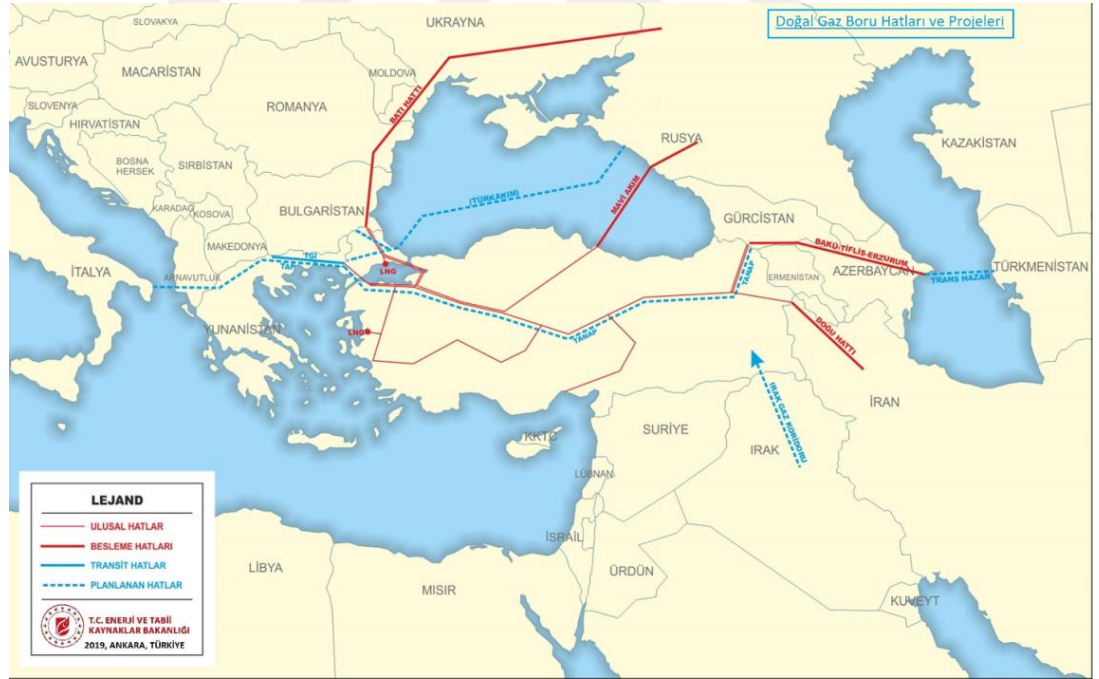 Doğal Gaz Boru Hatları ve Projeleri
SLOVAKYA
UKRAYNA
AVUSTURYA
MACARİSTAN
MOLDOVA
SLOVENYA
ROMANYA
HIRVATİSTAN
BATI HATTI
BOSNA
HERSEK
SIRBİSTAN
RUSYA
KAZAKİSTAN
KARADAĞ
KOSOVA
BULGARİSTAN
(TÜRKAKIM)
MAVİ AKIM
GÜRCİSTAN
MAKEDONYA
BAKÜ-TİFLİS-ERZURUM
İTALYA
ARNAVUTLUK
TGI
TAP
LNG
TANAP
ERMENİSTAN
AZERBAYCAN
TRANS HAZAR
TÜRKMENİSTAN
YUNANİSTAN
LNG
TANAP
DOĞU HATTI
IRAK GAZ KORİDORU
İRAN
KKTC
SURİYE
IRAK
LÜBNAN
İSRAİL
ÜRDÜN
LİBYA
MISIR
KUVEYT
LEJAND
ULUSAL HATLAR
BESLEME HATLARI
TRANSİT HATLAR
PLANLANAN HATLAR
T.C. ENERJİ VE TABİİ
KAYNAKLAR BAKANLIĞI
2019, ANKARA, TÜRKİYE